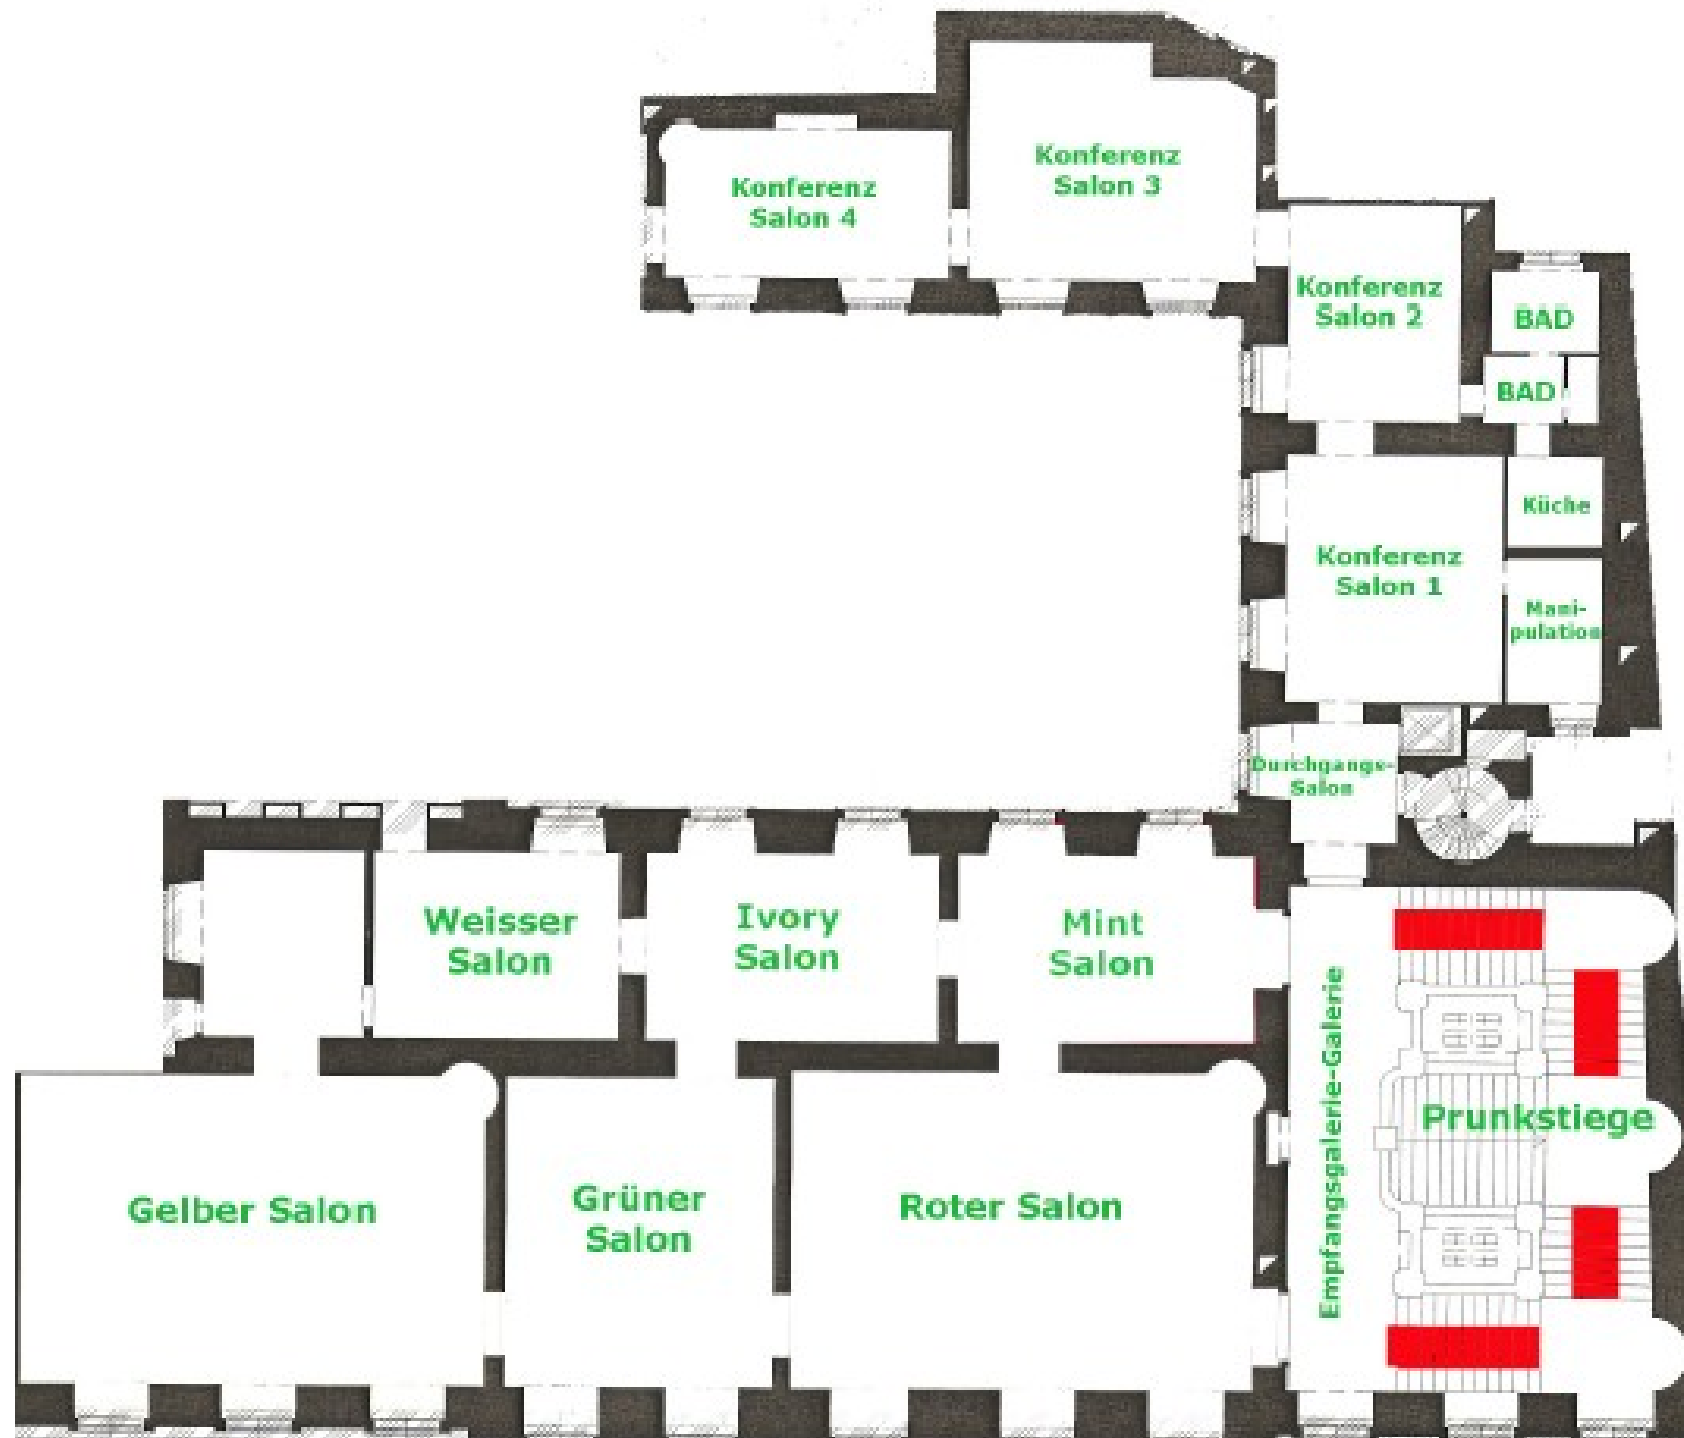 Konferenz
Salon 3
Konferenz
Salon 4
Konferenz
Salon 2
BAD
BAD
Küche
Konferenz
Salon 1
Mani-
pulation
Durchgangs-
Salon
Weisser
Salon
Ivory
Salon
Mint
Salon
Empfangsgalerie-Galerie
Prunkstiege
Gelber Salon
Grüner
Salon
Roter Salon